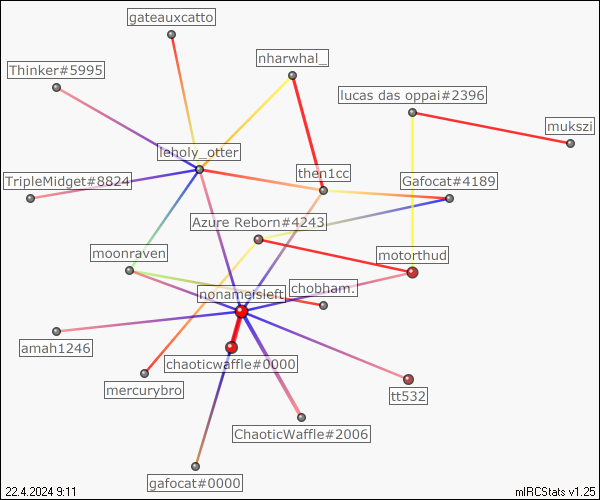 gateauxcatto
nharwhal_
Thinker#5995
lucas das oppai#2396
mukszi
leholy_otter
then1cc
TripleMidget#8824
Gafocat#4189
Azure Reborn#4243
moonraven
motorthud
chobham.
nonameisleft
amah1246
chaoticwaffle#0000
mercurybro
tt532
ChaoticWaffle#2006
gafocat#0000
22.4.2024 9:11
mIRCStats v1.25